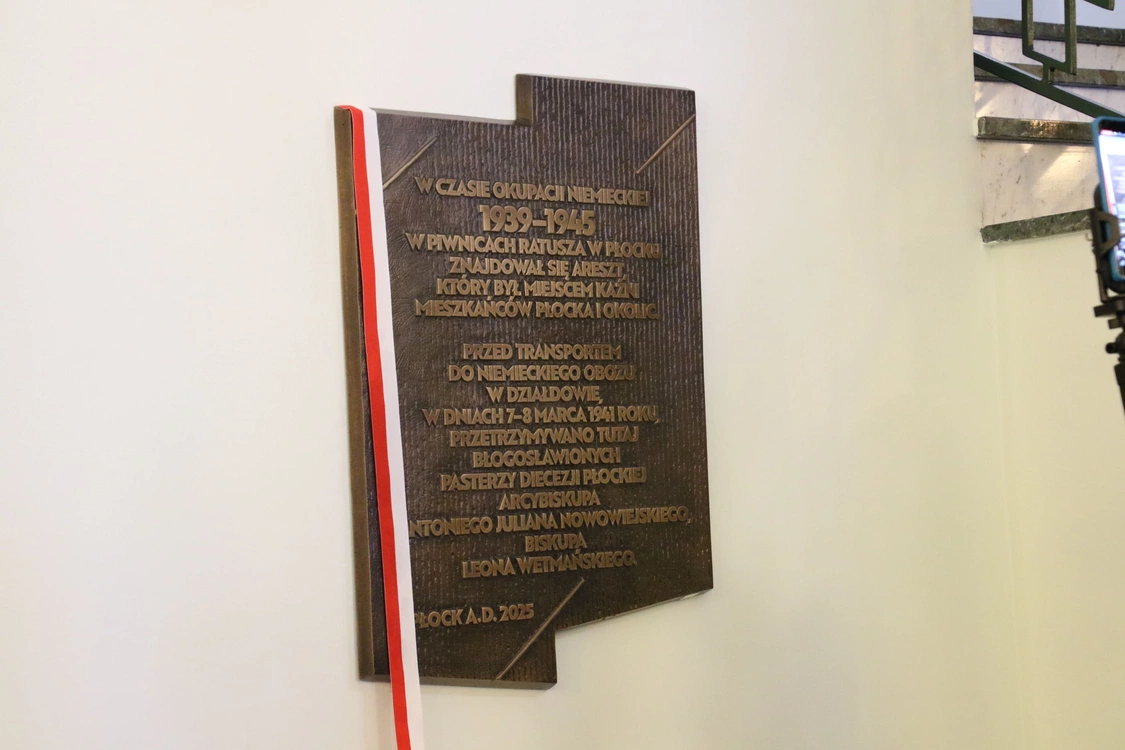 W CZASIE OKUPACJI NIEMIECKIEJ
1939–1945
W PIWNICACH RATUSZA W PŁOCKU
ZNAJDOWAŁ SIĘ ARESZT,
KTÓRY BYŁ MIEJSCEM KAŹNI
MIESZKAŃCÓW PŁOCKA I OKOLIC.
PRZED TRANSPORTEM
DO NIEMIECKIEGO OBOZU
W DZIAŁDOWIE,
W DNIACH 7–8 MARCA 1941 ROKU,
PRZETRZYMYWANO TUTAJ
BŁOGOSŁAWIONYCH
PASTERZY DIECEZJI PŁOCKIEJ
ARCYBISKUPA
NTONIEGO JULIANA NOWOWIEJSKIEGO,
BISKUPA
LEONA WETMAŃSKIEGO.
PŁOCK A.D. 2025